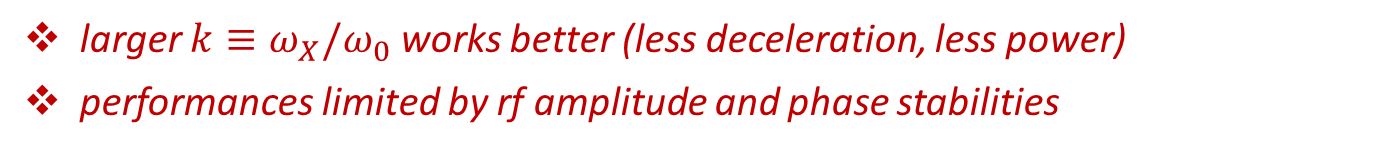 ❖ larger k ≡ ω_X/ω_0 works better (less deceleration, less power)
❖ performances limited by rf amplitude and phase stabilities